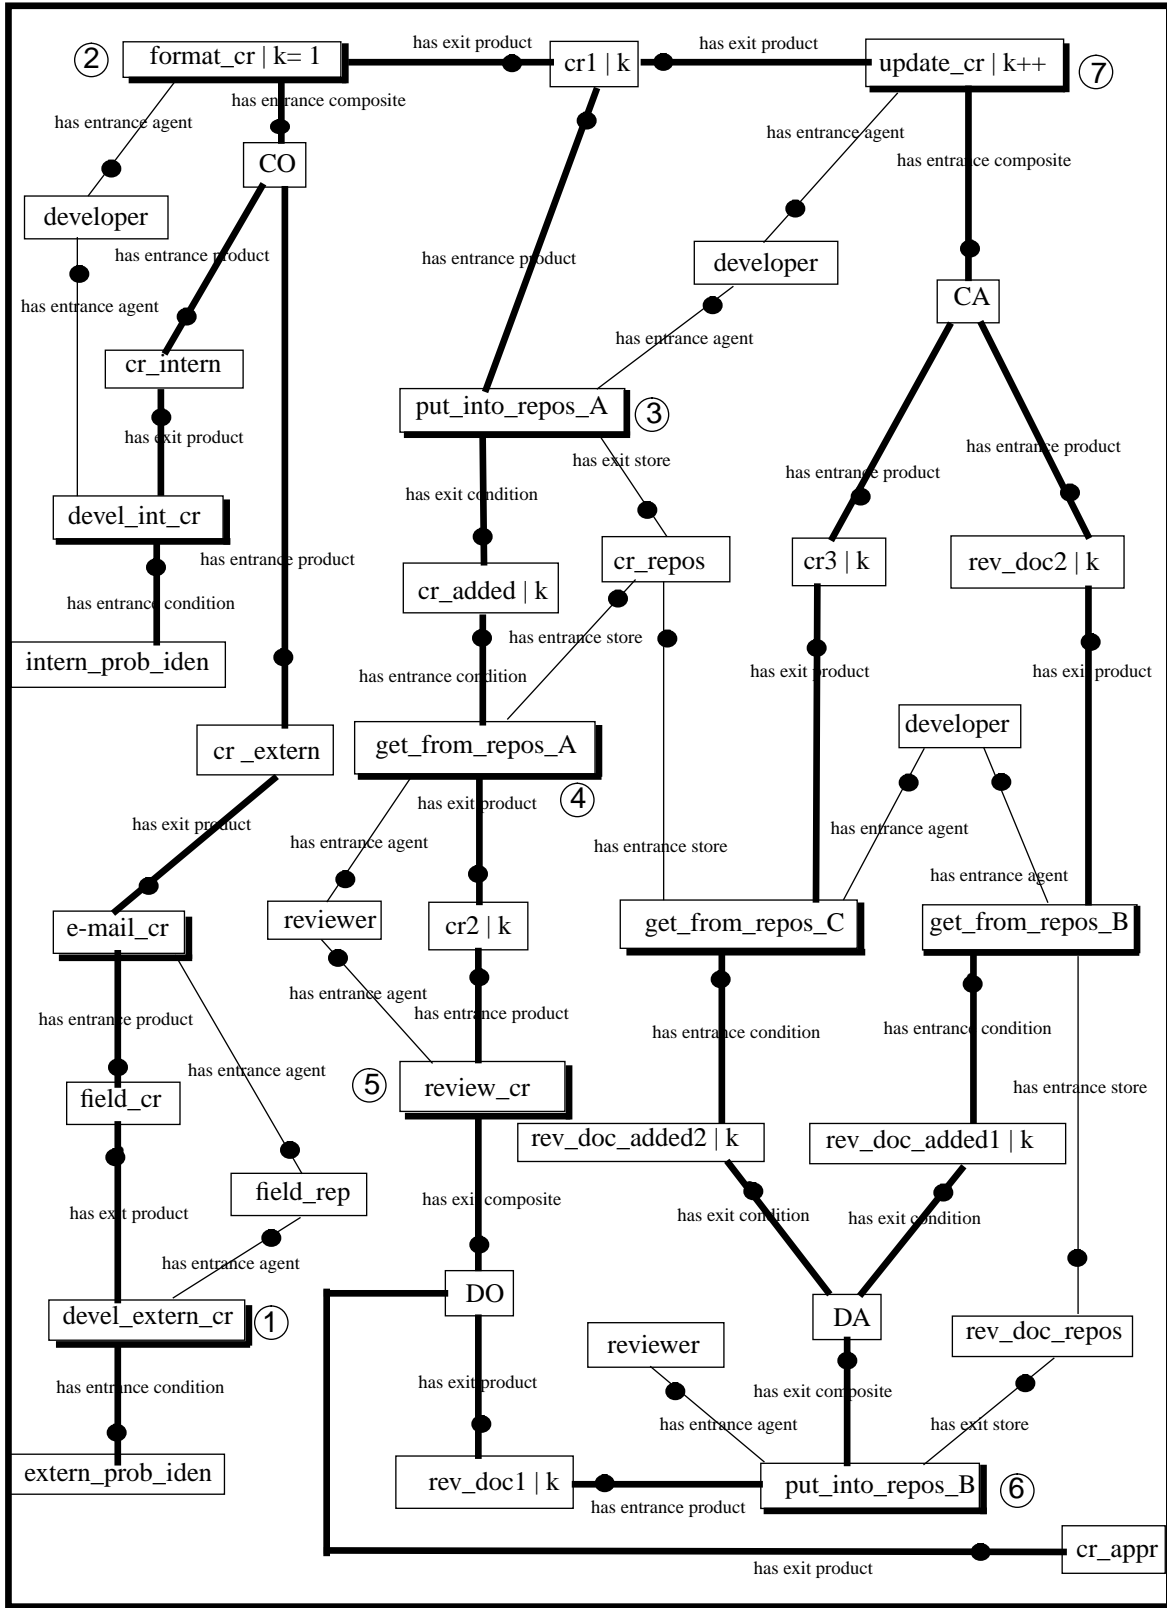 ②
format_cr | k= 1
has exit product
cr1 | k
has exit product
update_cr | k++
⑦
has entrance composite
has entrance agent
has entrance agent
has entrance composite
CO
developer
has entrance product
has entrance product
developer
has entrance agent
CA
has entrance agent
cr_intern
put_into_repos_A
③
has exit product
has exit store
has entrance product
has entrance product
has exit condition
devel_int_cr
has entrance product
cr_repos
cr3 | k
rev_doc2 | k
cr_added | k
has entrance condition
has entrance store
intern_prob_iden
has entrance condition
has exit product
has exit product
developer
cr _extern
get_from_repos_A
④
has exit product
has exit product
has entrance agent
has entrance store
has entrance agent
has entrance agent
e-mail_cr
reviewer
cr2 | k
get_from_repos_C
get_from_repos_B
has entrance agent
has entrance product
has entrance product
has entrance condition
has entrance condition
has entrance agent
⑤
review_cr
has entrance store
field_cr
rev_doc_added2 | k
rev_doc_added1 | k
field_rep
has exit product
has exit composite
has exit condition
has exit condition
has entrance agent
DO
devel_extern_cr
①
DA
rev_doc_repos
reviewer
has entrance condition
has exit product
has exit composite
has entrance agent
has exit store
extern_prob_iden
rev_doc1 | k
put_into_repos_B
⑥
has entrance product
cr_appr
has exit product